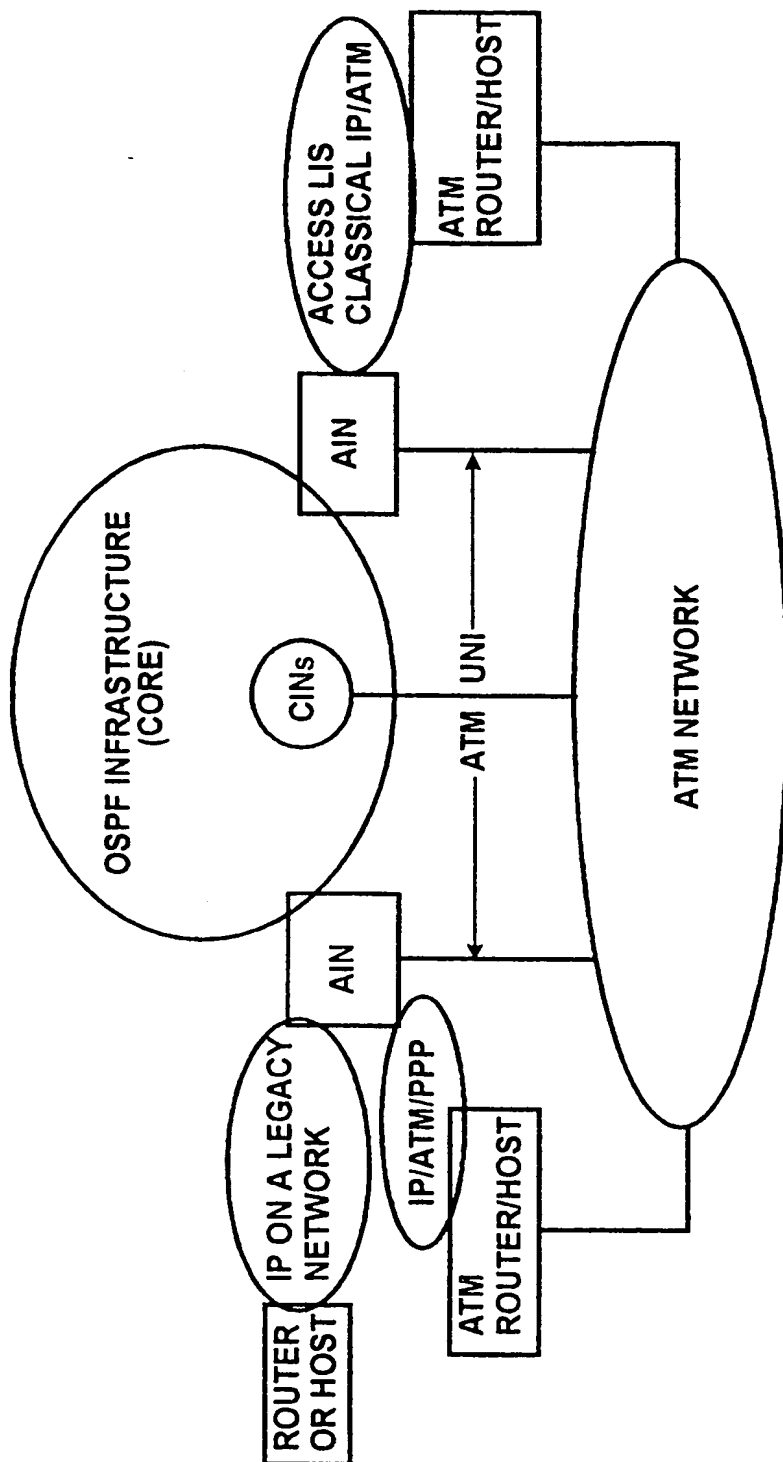 OSPF INFRASTRUCTURE
(CORE)
CINs
AIN
AIN
ACCESS LIS
CLASSICAL IP/ATM
IP ON A LEGACY
NETWORK
ROUTER
OR HOST
IP/ATM/PPP
ATM
ROUTER/HOST
ATM
ROUTER/HOST
ATM UNI
ATM NETWORK